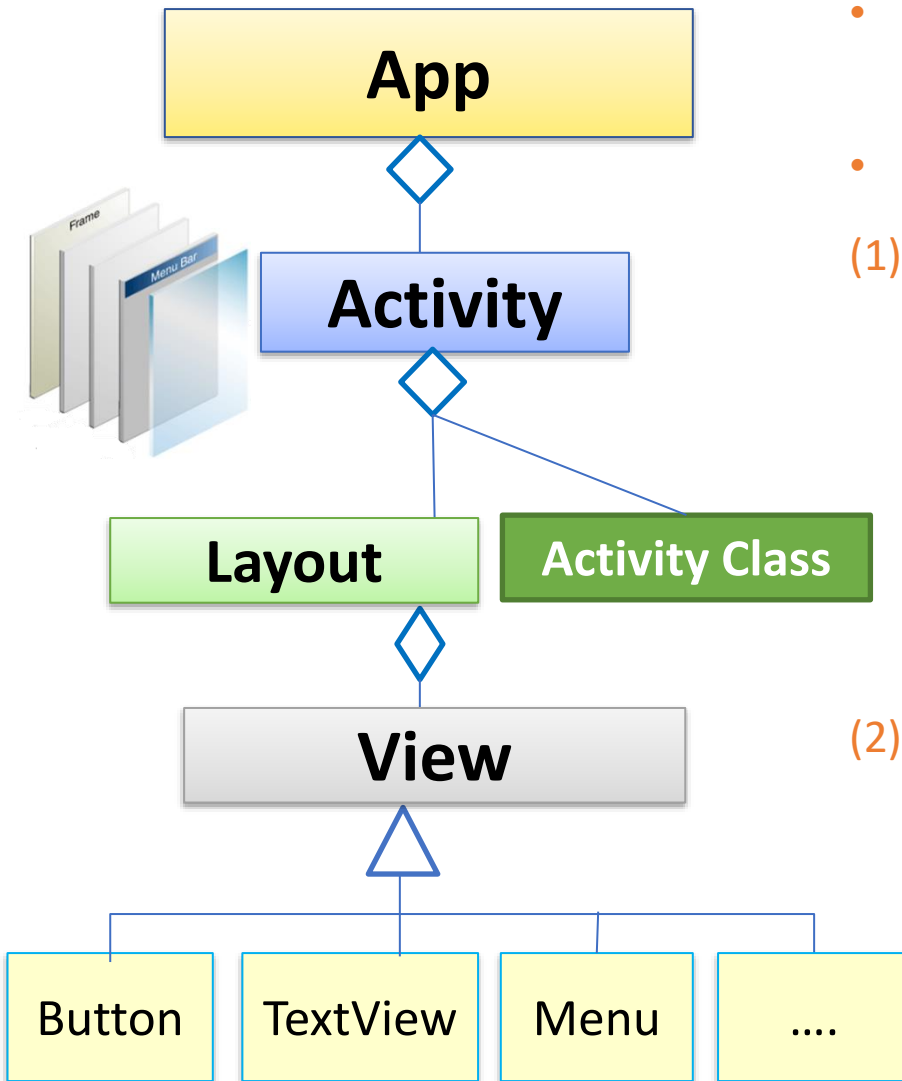 •
App
•
Frame
Menu Bar
(1)
Activity
Layout
Activity Class
(2)
View
Button
TextView
Menu
....